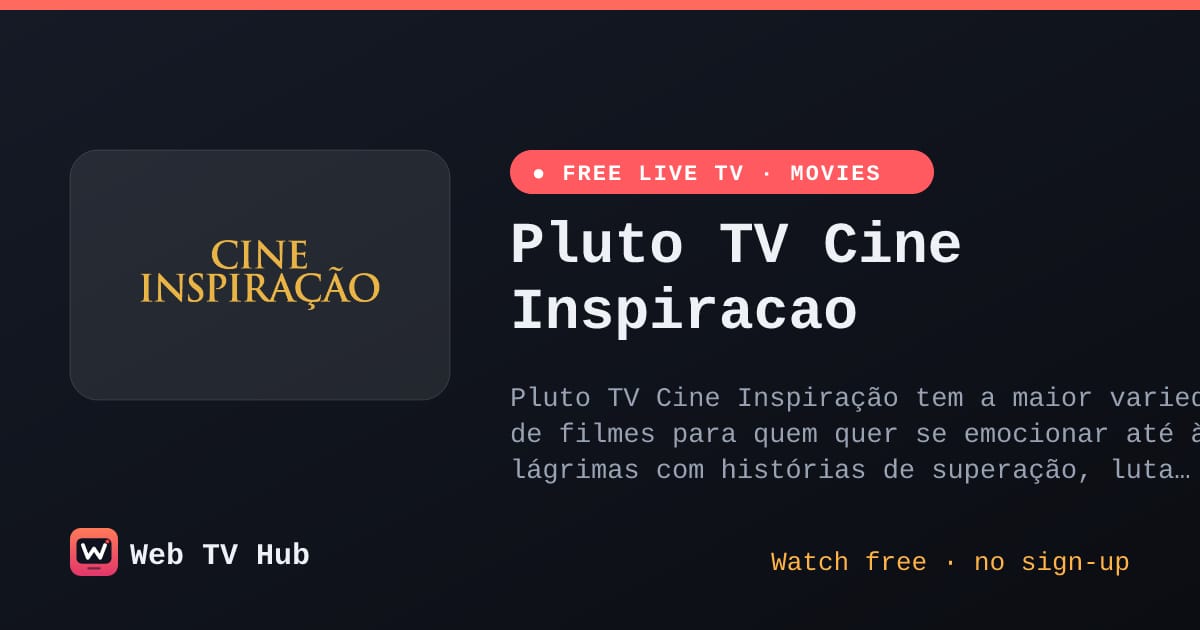 CINE
INSPIRAÇÃO
• FREE LIVE TV · MOVIES
Pluto TV Cine
Inspiracao
Pluto TV Cine Inspiração tem a maior
de filmes para quem quer se emocionar até
lágrimas com histórias de superação, luta…
Web TV Hub
Watch free · no sign-up